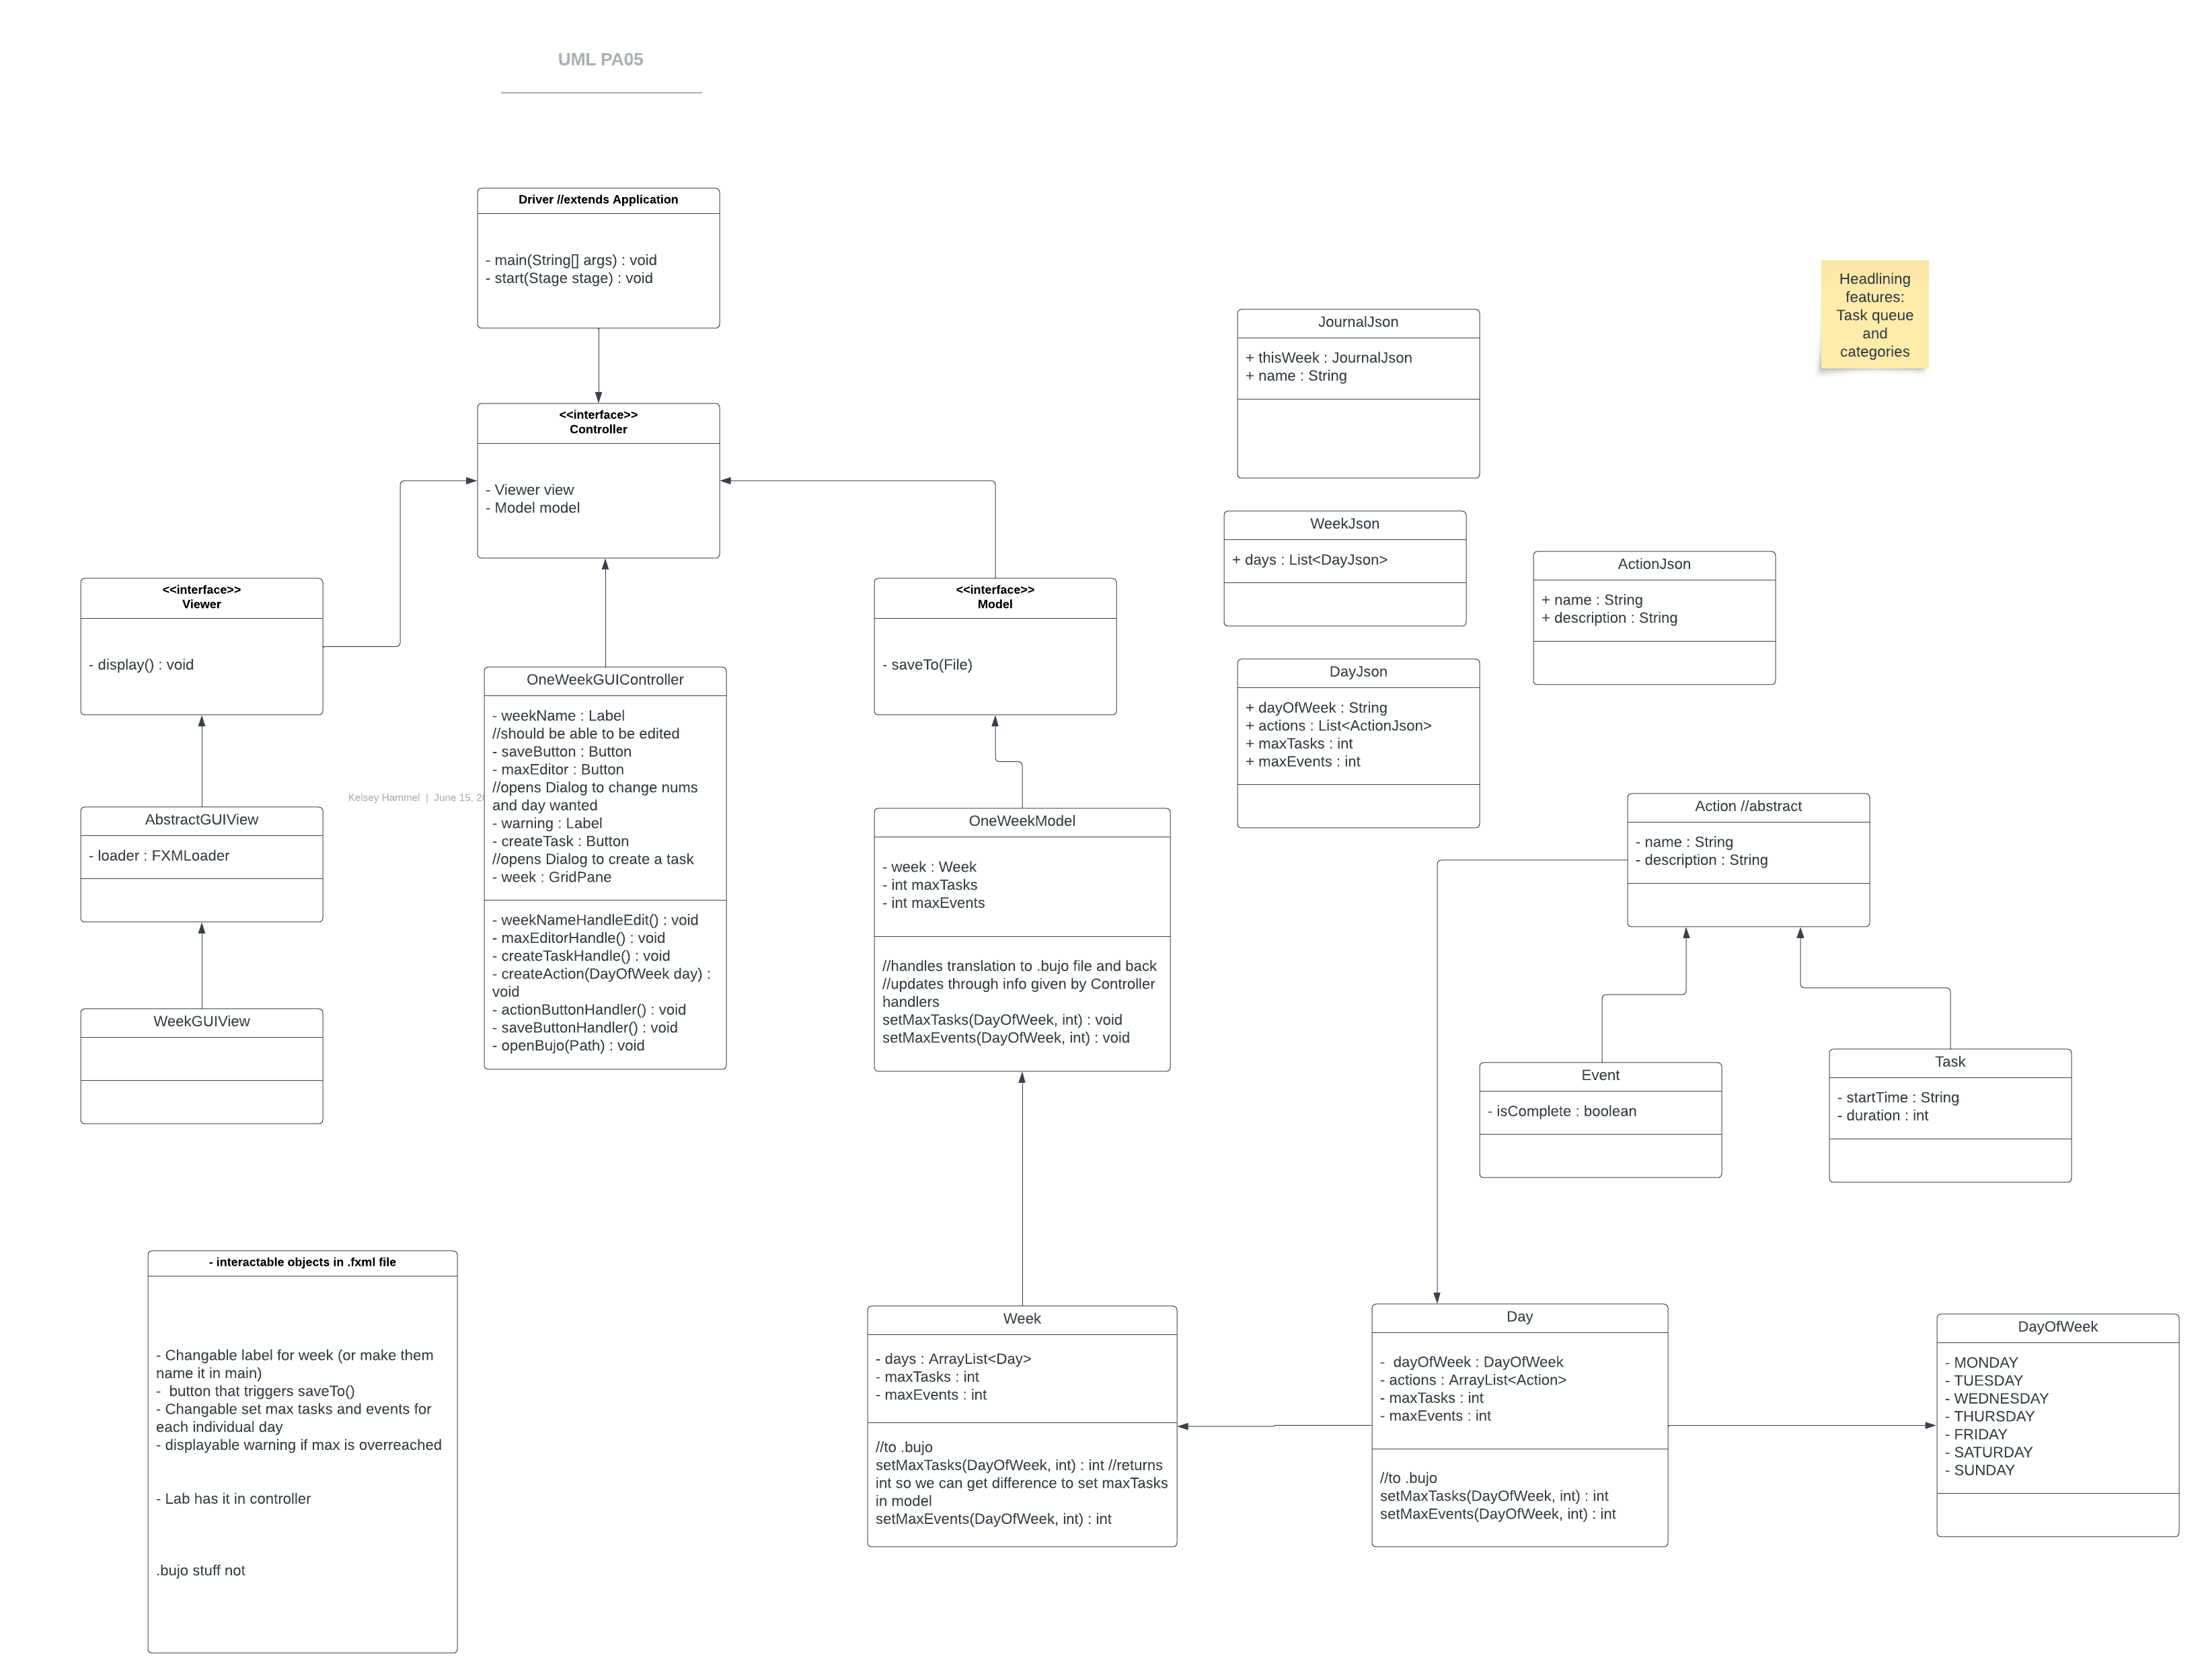 UML PA05
Driver //extends Application
- main(String[] args) : void
- start(Stage stage) : void
<<interface>>
Controller
- Viewer view
- Model model
<<interface>>
Viewer
- display() : void
<<interface>>
Model
- saveTo(File)
OneWeekGUIController
- weekName : Label
//should be able to be edited
- saveButton : Button
- maxEditor : Button
//opens Dialog to change nums
and day wanted
- warning : Label
- createTask : Button
//opens Dialog to create a task
- week : GridPane
- weekNameHandleEdit() : void
- maxEditorHandle() : void
- createTaskHandle() : void
- createAction(DayOfWeek day) :
void
- actionButtonHandler() : void
- saveButtonHandler() : void
- openBujo(Path) : void
Kelsey Hammel | June 15, 20
AbstractGUIView
- loader : FXMLoader
WeekGUIView
OneWeekModel
- week : Week
- int maxTasks
- int maxEvents
//handles translation to .bujo file and back
//updates through info given by Controller
handlers
setMaxTasks(DayOfWeek, int) : void
setMaxEvents(DayOfWeek, int) : void
JournalJson
+ thisWeek : JournalJson
+ name : String
WeekJson
+ days : List<DayJson>
DayJson
+ dayOfWeek : String
+ actions : List<ActionJson>
+ maxTasks : int
+ maxEvents : int
ActionJson
+ name : String
+ description : String
Headlining
features:
Task queue
and
categories
Action //abstract
- name : String
- description : String
Event
- isComplete : boolean
Task
- startTime : String
- duration : int
- interactable objects in .fxml file
- Changable label for week (or make them
name it in main)
- button that triggers saveTo()
- Changable set max tasks and events for
each individual day
- displayable warning if max is overreached
- Lab has it in controller
.bujo stuff not
Week
- days : ArrayList<Day>
- maxTasks : int
- maxEvents : int
//to .bujo
setMaxTasks(DayOfWeek, int) : int //returns
int so we can get difference to set maxTasks
in model
setMaxEvents(DayOfWeek, int) : int
Day
- dayOfWeek : DayOfWeek
- actions : ArrayList<Action>
- maxTasks : int
- maxEvents : int
//to .bujo
setMaxTasks(DayOfWeek, int) : int
setMaxEvents(DayOfWeek, int) : int
DayOfWeek
- MONDAY
- TUESDAY
- WEDNESDAY
- THURSDAY
- FRIDAY
- SATURDAY
- SUNDAY